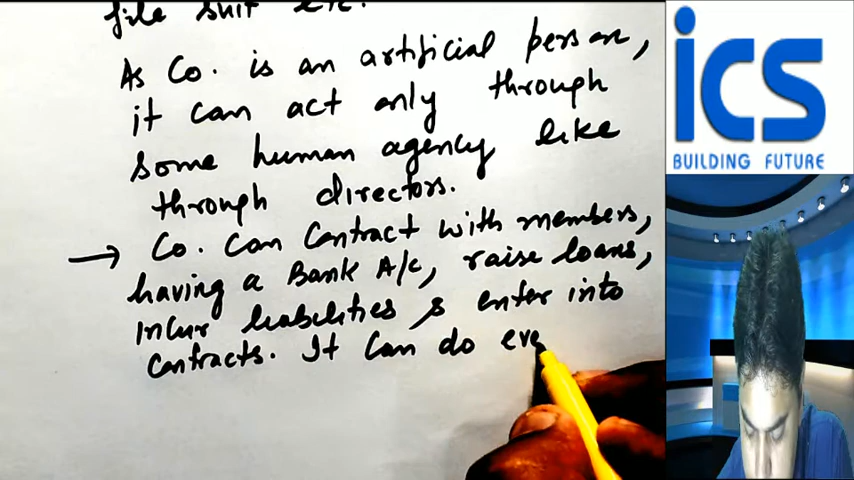 file suit etc.
As Co. is an artificial person,
it can act only through
some human agency like
through directors.
→ Co. can contract with members,
having a Bank A/c, raise loans,
incur liabilities & enter into
contracts. It can do eve
ics
BUILDING FUTURE